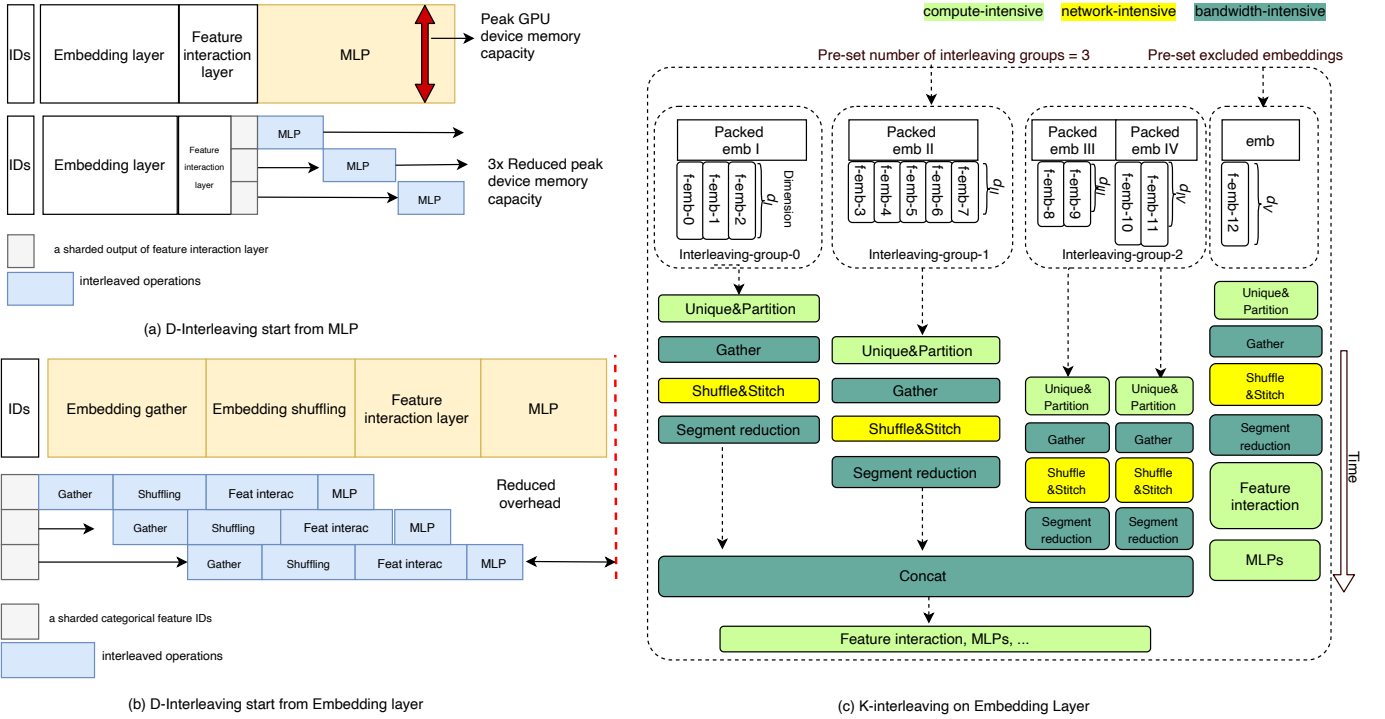 IDs
Embedding layer
Feature
interaction
layer
MLP
Peak GPU
device memory
capacity
IDs
Embedding layer
Feature
interaction
layer
MLP
MLP
MLP
3x Reduced peak
device memory
capacity
a sharded output of feature interaction layer
interleaved operations
(a) D-Interleaving start from MLP
IDs
Embedding gather
Embedding shuffling
Feature
interaction layer
MLP
Gather
Shuffling
Feat interac
MLP
Gather
Shuffling
Feat interac
MLP
Gather
Shuffling
Feat interac
MLP
Reduced
overhead
a sharded categorical feature IDs
interleaved operations
(b) D-Interleaving start from Embedding layer
compute-intensive
network-intensive
bandwidth-intensive
Pre-set number of interleaving groups = 3
Pre-set excluded embeddings
Packed
emb I
f-emb-0
f-emb-1
f-emb-2
dI
Dimension
Interleaving-group-0
Packed
emb II
f-emb-3
f-emb-4
f-emb-5
f-emb-6
f-emb-7
dII
Interleaving-group-1
Packed
emb III
Packed
emb IV
f-emb-8
f-emb-9
dIII
f-emb-10
f-emb-11
dIV
Interleaving-group-2
emb
f-emb-12
dV
Unique&Partition
Gather
Shuffle&Stitch
Segment reduction
Unique&Partition
Gather
Shuffle&Stitch
Segment reduction
Unique&
Partition
Gather
Shuffle
&Stitch
Segment
reduction
Unique&
Partition
Gather
Shuffle
&Stitch
Segment
reduction
Unique&
Partition
Gather
Shuffle
&Stitch
Segment
reduction
Feature
interaction
MLPs
Time
Concat
Feature interaction, MLPs, ...
(c) K-interleaving on Embedding Layer